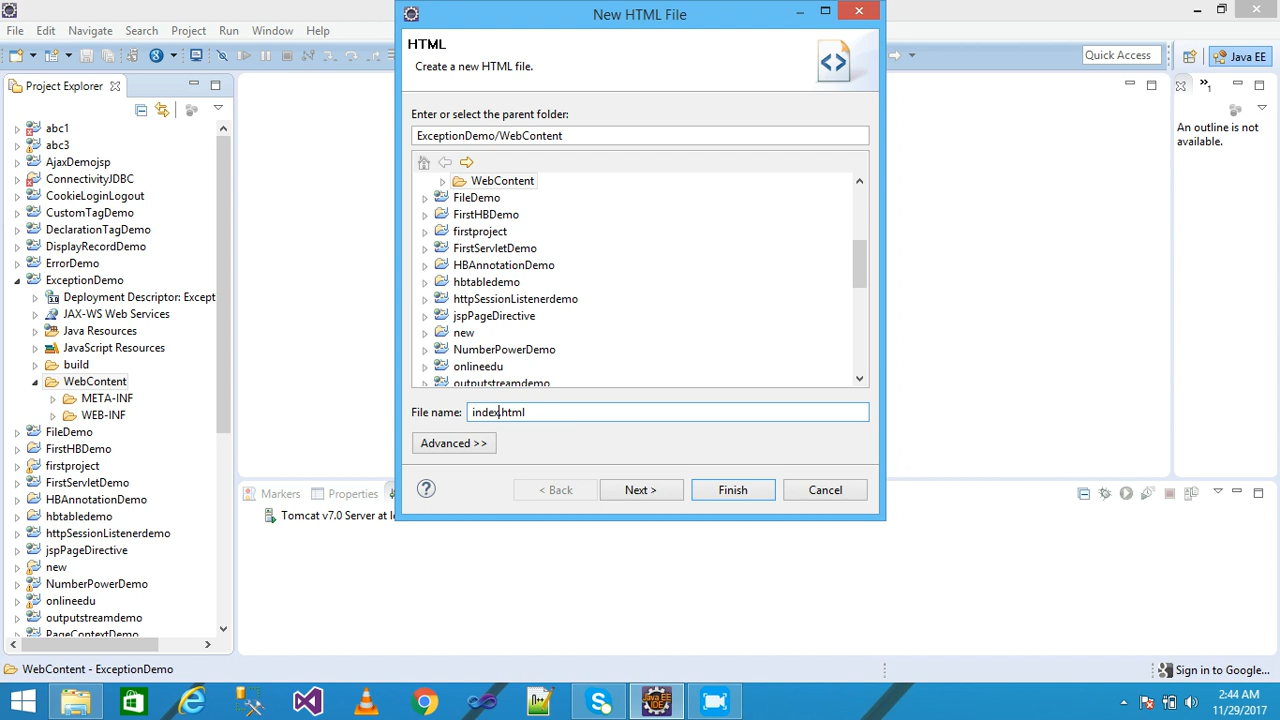 New HTML File
File Edit Navigate Search Project Run Window Help
Quick Access
Java EE
Project Explorer
abc1
abc3
AjaxDemojsp
ConnectivityJDBC
CookieLoginLogout
CustomTagDemo
DeclarationTagDemo
DisplayRecordDemo
ErrorDemo
ExceptionDemo
Deployment Descriptor: Except
JAX-WS Web Services
Java Resources
JavaScript Resources
build
WebContent
META-INF
WEB-INF
FileDemo
FirstHBDemo
firstproject
FirstServletDemo
HBAnnotationDemo
hbtabledemo
httpSessionListenerdemo
jspPageDirective
new
NumberPowerDemo
onlineedu
outputstreamdemo
PageContextDemo
HTML
Create a new HTML file.
Enter or select the parent folder:
ExceptionDemo/WebContent
WebContent
FileDemo
FirstHBDemo
firstproject
FirstServletDemo
HBAnnotationDemo
hbtabledemo
httpSessionListenerdemo
jspPageDirective
new
NumberPowerDemo
onlineedu
outputstreamdemo
File name: index.html
Advanced >>
< Back Next > Finish Cancel
1
An outline is not
available.
Markers Properties
Tomcat v7.0 Server at
WebContent - ExceptionDemo
Sign in to Google...
Java EE
IDE
2:44 AM
11/29/2017